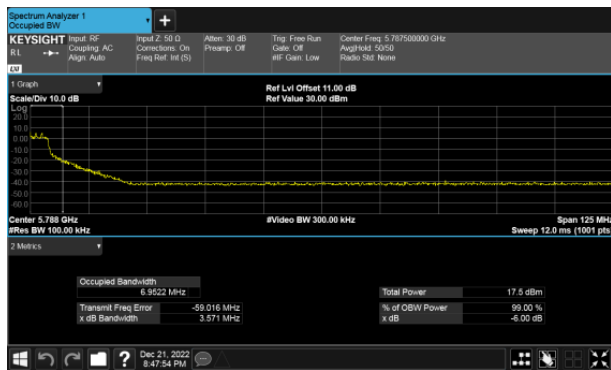 Spectrum Analyzer 1
Occupied BW
+
KEYSIGHT Input: RF Input Z: 50 Ω Atten: 30 dB Trig: Free Run Center Freq: 5.787500000 GHz
RL Coupling: AC Corrections: On Preamp: Off Gate: Off Avg|Hold: 50/50
Align: Auto Freq Ref: Int (S) #IF Gain: Low Radio Std: None
LXI
1 Graph
Ref Lvl Offset 11.00 dB
Scale/Div 10.0 dB Ref Value 30.00 dBm
Log
20.0
10.0
0.00
-10.0
-20.0
-30.0
-40.0
-50.0
-60.0
Center 5.788 GHz #Video BW 300.00 kHz Span 125 MHz
#Res BW 100.00 kHz Sweep 12.0 ms (1001 pts)
2 Metrics
Occupied Bandwidth
6.9522 MHz Total Power 17.5 dBm
Transmit Freq Error -59.016 MHz % of OBW Power 99.00 %
x dB Bandwidth 3.571 MHz x dB -6.00 dB
? Dec 21, 2022
8:47:54 PM